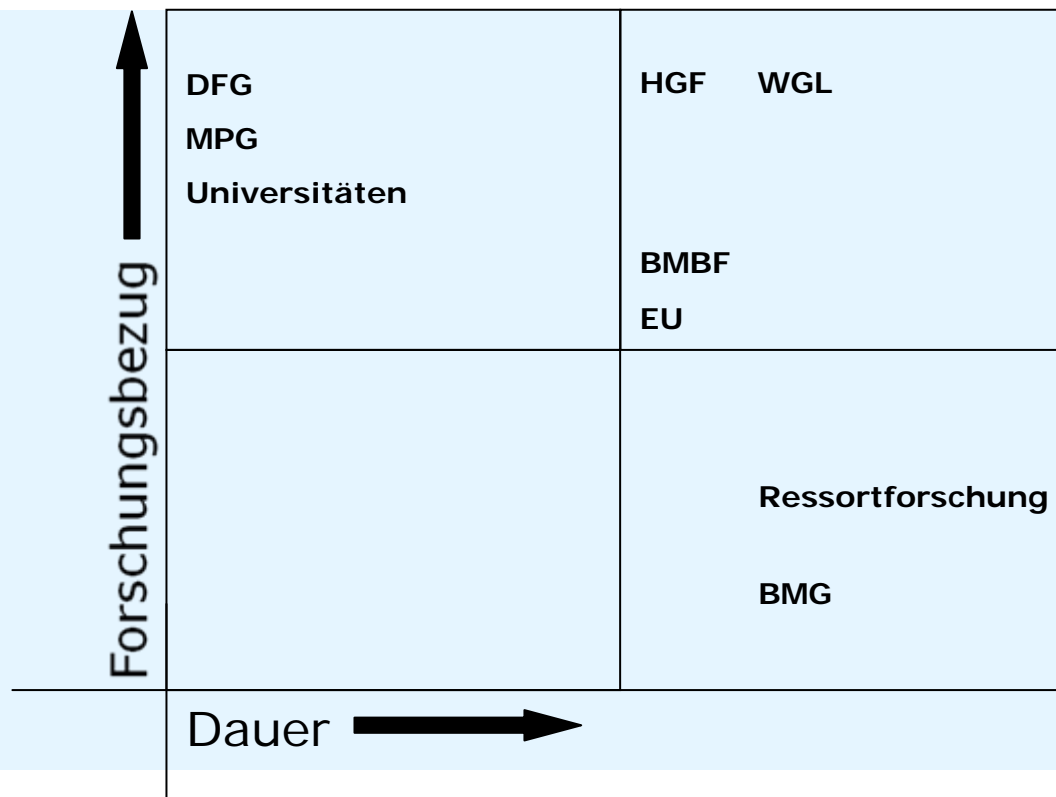 DFG
MPG
Universitäten
HGF WGL
BMBF
EU
Ressortforschung
BMG
Forschungsbezug
Dauer